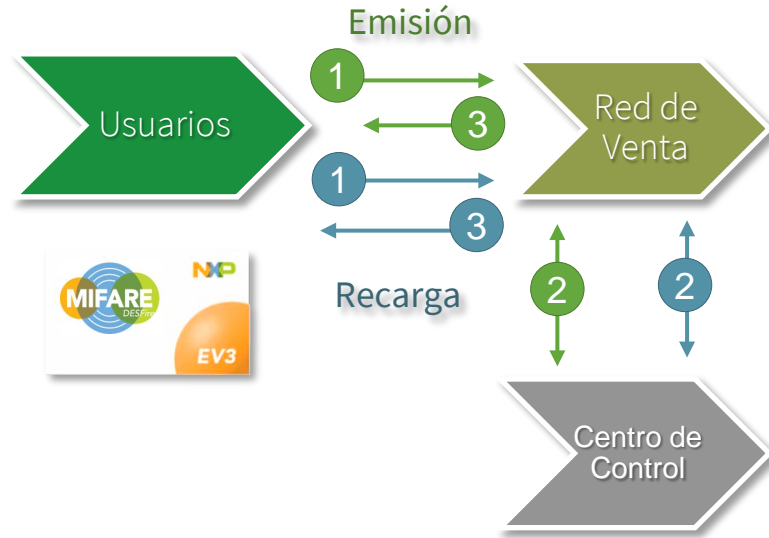 Emisión
1
Usuarios
3
Red de
Venta
1
3
Recarga
MIFARE
DESFire
NXP
EV3
2
2
Centro de
Control